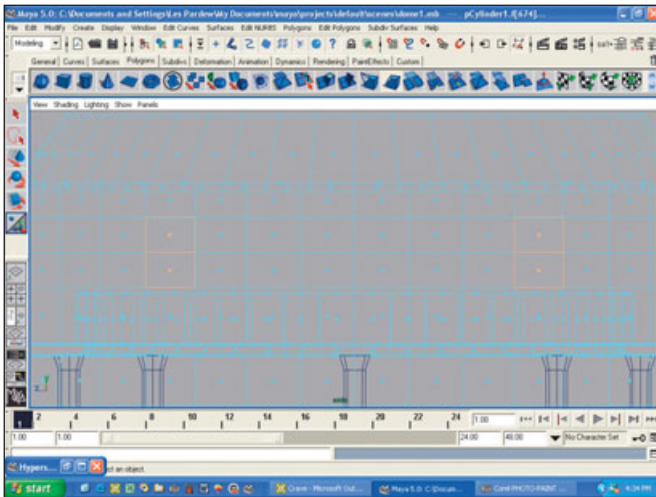 Maya 5.0: C:\Documents and Settings\Les Pardew\My Documents\maya\projects\default\scenes\dome1.mb --- pCylinder1.f[674]...
File Edit Modify Create Display Window Edit Curves Surfaces Edit NURBS Polygons Edit Polygons Subdiv Surfaces Help
Modeling
General Curves Surfaces Polygons Subdivs Deformation Animation Dynamics Rendering PaintEffects Custom
View Shading Lighting Show Panels
2 4 6 8 10 12 14 16 18 20 22 24 1.00
1
1.00 1.00 24.00 48.00 No Character Set
Hypers... ct an object.
start Crave - Microsoft Out... Maya 5.0: C:\Docum... Corel PHOTO-PAINT ... 4:34 PM